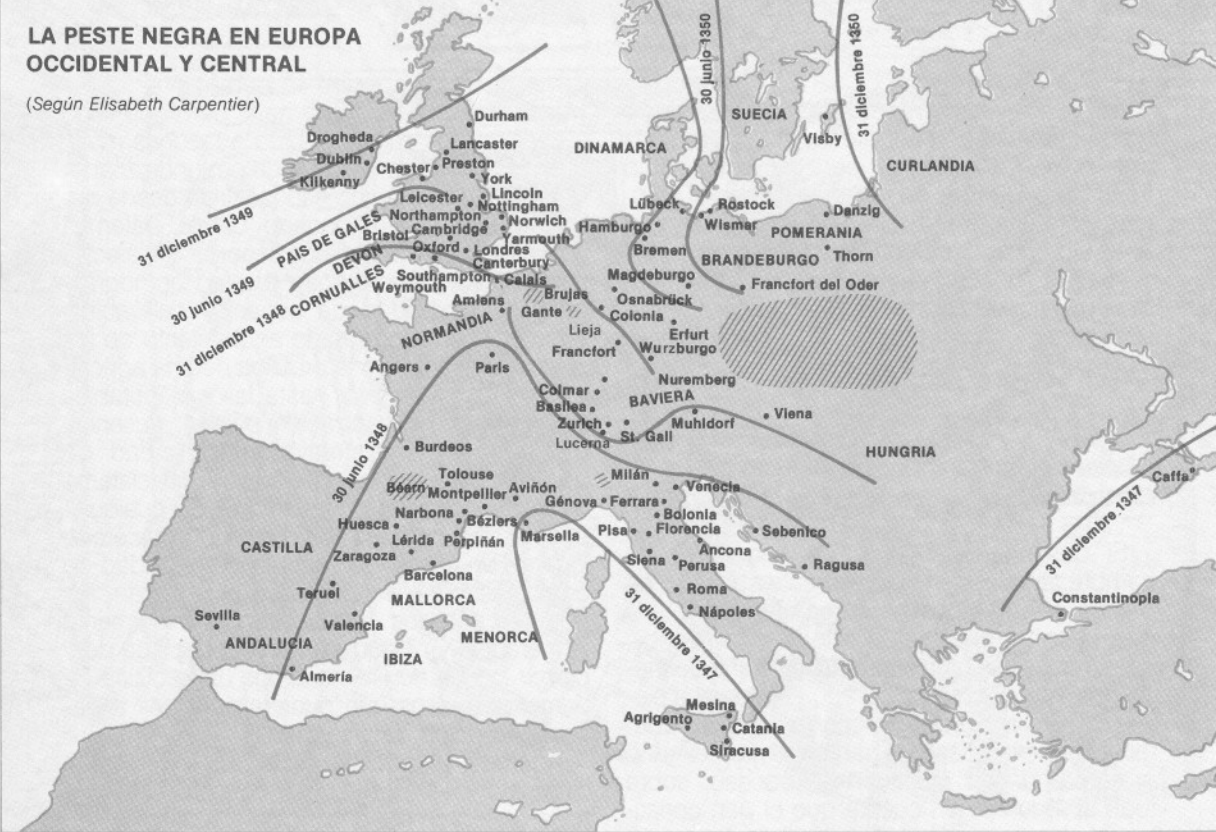 LA PESTE NEGRA EN EUROPA
OCCIDENTAL Y CENTRAL
(Según Elisabeth Carpentier)
30 junio 1350
31 diciembre 1350
SUECIA
Visby
DINAMARCA
CURLANDIA
Durham
Drogheda
Dublin
Kilkenny
Lancaster
Chester
Preston
York
Lincoln
Leicester
Nottingham
Northampton
Norwich
Cambridge
Yarmouth
Bristol
Oxford
Londres
Canterbury
Southampton
Calais
Weymouth
PAIS DE GALES
DEVON
CORNUALLES
31 diciembre 1349
30 junio 1349
31 diciembre 1348
Lübeck
Rostock
Wismar
Danzig
Hamburgo
Bremen
POMERANIA
Thorn
BRANDEBURGO
Magdeburgo
Francfort del Oder
Osnabrück
Brujas
Amiens
Gante
Colonia
NORMANDIA
Lieja
Erfurt
Francfort
Wurzburgo
Angers
Paris
Nuremberg
Colmar
BAVIERA
Basilea
Zurich
Muhldorf
Viena
Lucerna
St. Gall
HUNGRIA
30 junio 1348
Burdeos
Caffa
Tolouse
Milán
Béarn
Montpellier
Aviñón
Venecia
Génova
Ferrara
Narbona
Bolonia
Huesca
Béziers
Marsella
Pisa
Florencia
Sebenico
CASTILLA
Lérida
Perpiñán
Zaragoza
Ancona
Siena
Perusa
Ragusa
Barcelona
Teruel
MALLORCA
Roma
31 diciembre 1347
Constantinopla
Sevilla
Valencia
Nápoles
ANDALUCIA
MENORCA
IBIZA
31 diciembre 1347
Almería
Mesina
Agrigento
Catania
Siracusa